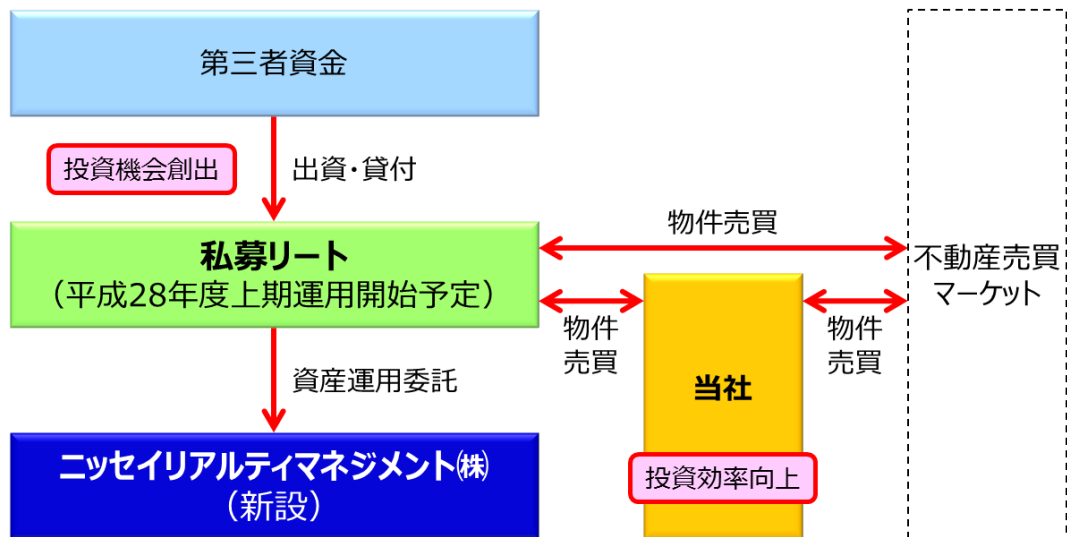 第三者資金
投資機会創出
出資・貸付
私募リート
（平成28年度上期運用開始予定）
物件売買
不動産売買
マーケット
物件
売買
物件
売買
資産運用委託
当社
ニッセイリアルティマネジメント㈱
（新設）
投資効率向上